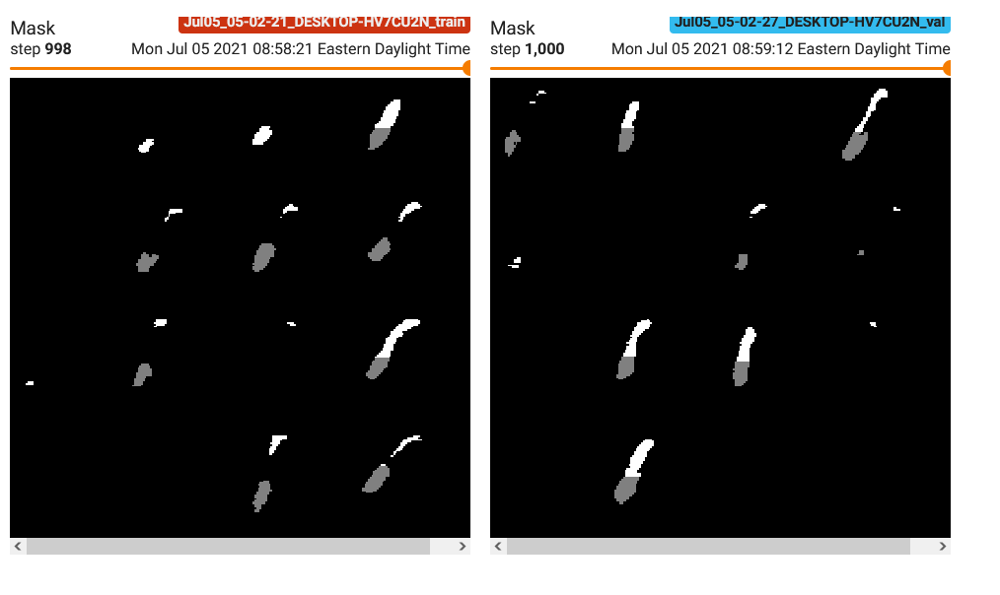 Mask
Jul05_05-02-21_DESKTOP-HV7CU2N_train
step 998
Mon Jul 05 2021 08:58:21 Eastern Daylight Time
Mask
Jul05_05-02-27_DESKTOP-HV7CU2N_val
step 1,000
Mon Jul 05 2021 08:59:12 Eastern Daylight Time